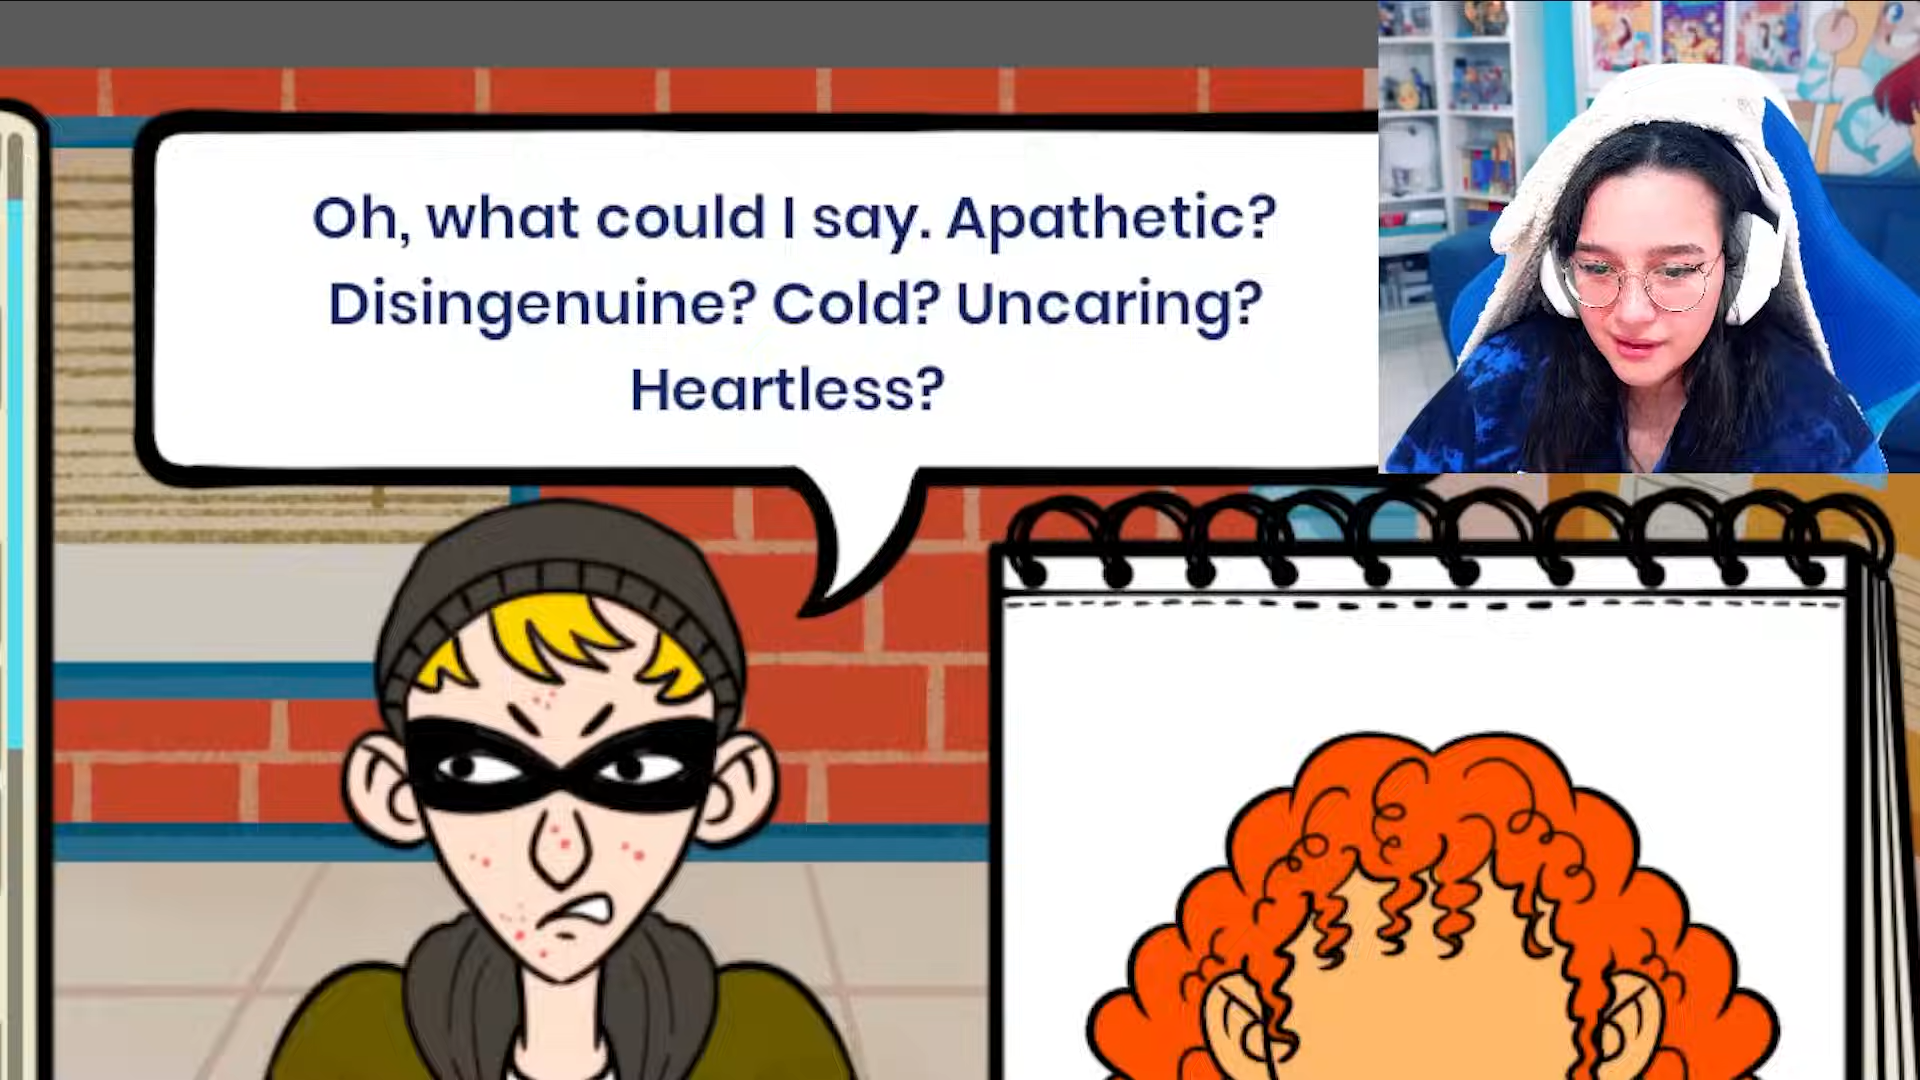 Oh, what could I say. Apathetic?
Disingenuine? Cold? Uncaring?
Heartless?